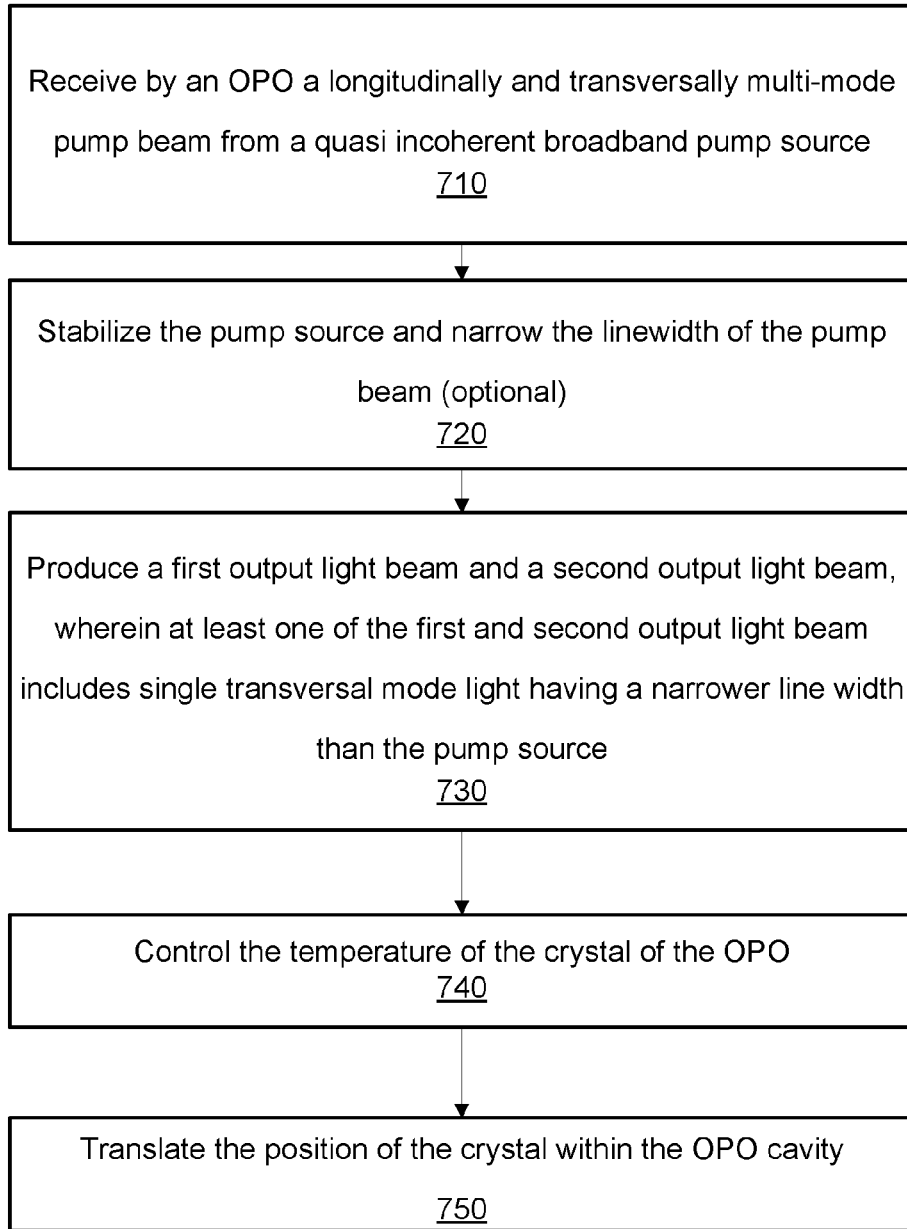 Receive by an OPO a longitudinally and transversally multi-mode
pump beam from a quasi incoherent broadband pump source
710
Stabilize the pump source and narrow the linewidth of the pump
beam (optional)
720
Produce a first output light beam and a second output light beam,
wherein at least one of the first and second output light beam
includes single transversal mode light having a narrower line width
than the pump source
730
Control the temperature of the crystal of the OPO
740
Translate the position of the crystal within the OPO cavity
750